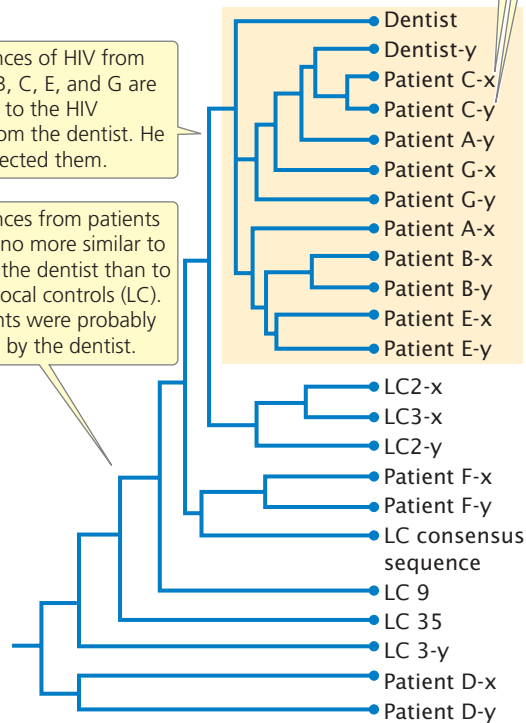 nces of HIV from
, C, E, and G are
to the HIV
om the dentist. He
ected them.
nces from patients
no more similar to
the dentist than to
ocal controls (LC).
nts were probably
by the dentist.
Dentist
Dentist-y
Patient C-x
Patient C-y
Patient A-y
Patient G-x
Patient G-y
Patient A-x
Patient B-x
Patient B-y
Patient E-x
Patient E-y
LC2-x
LC3-x
LC2-y
Patient F-x
Patient F-y
LC consensus
sequence
LC 9
LC 35
LC 3-y
Patient D-x
Patient D-y